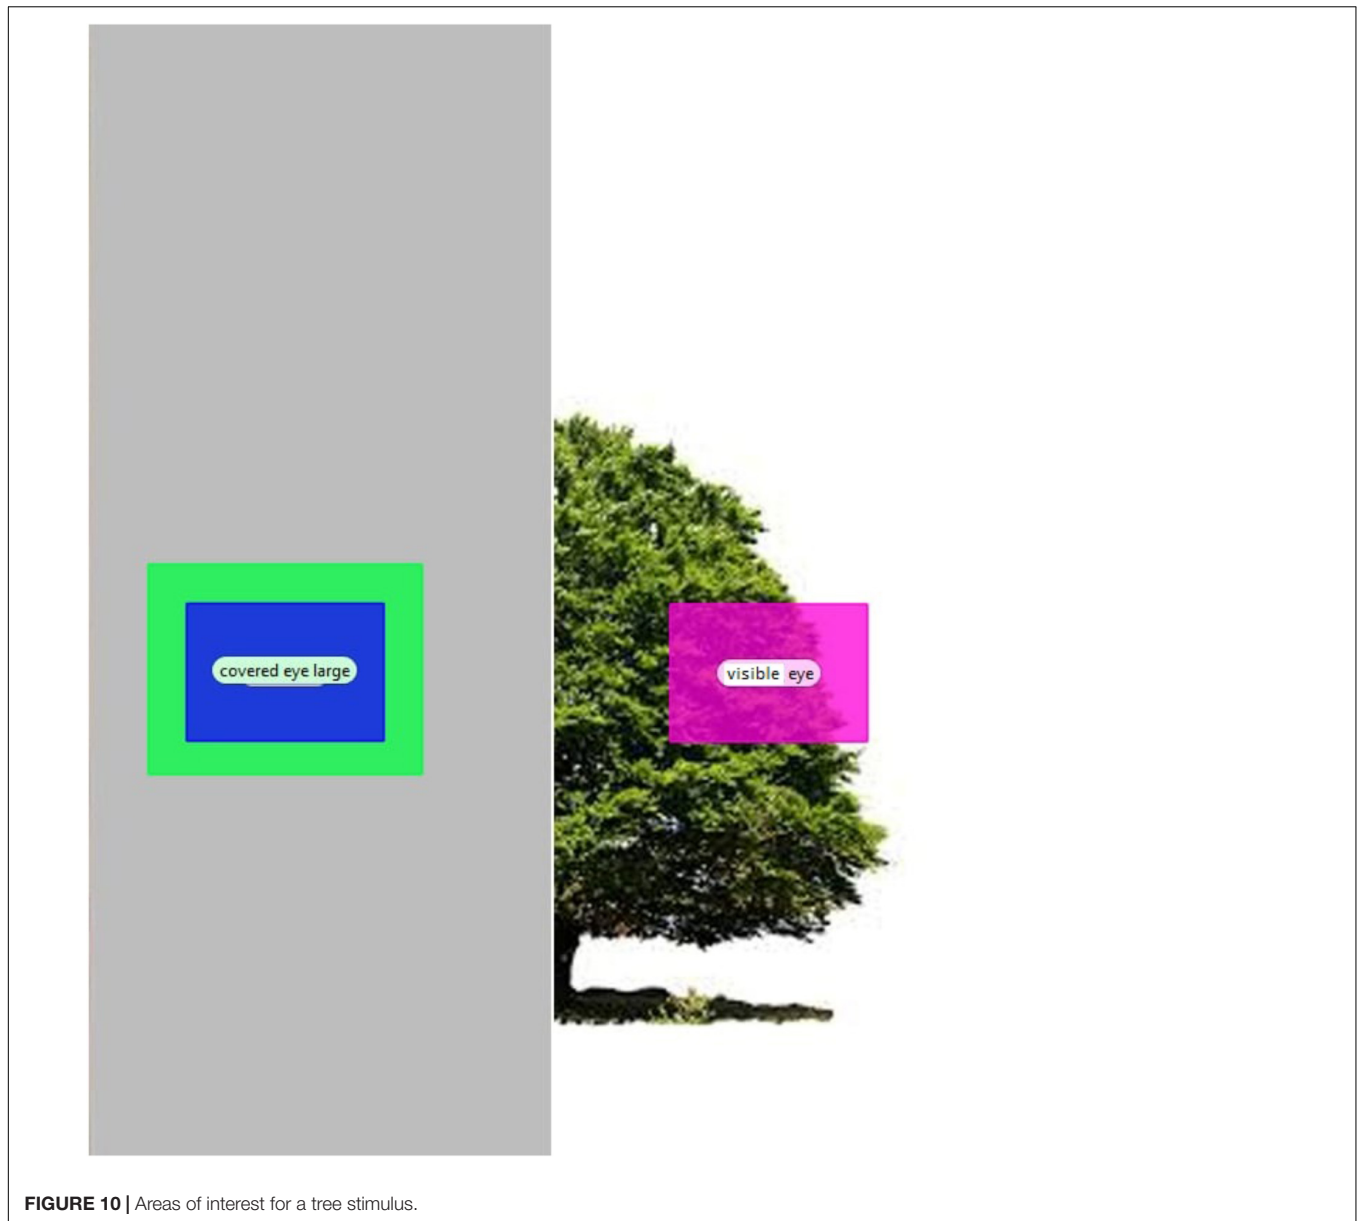 covered eye large
visible eye
FIGURE 10 | Areas of interest for a tree stimulus.